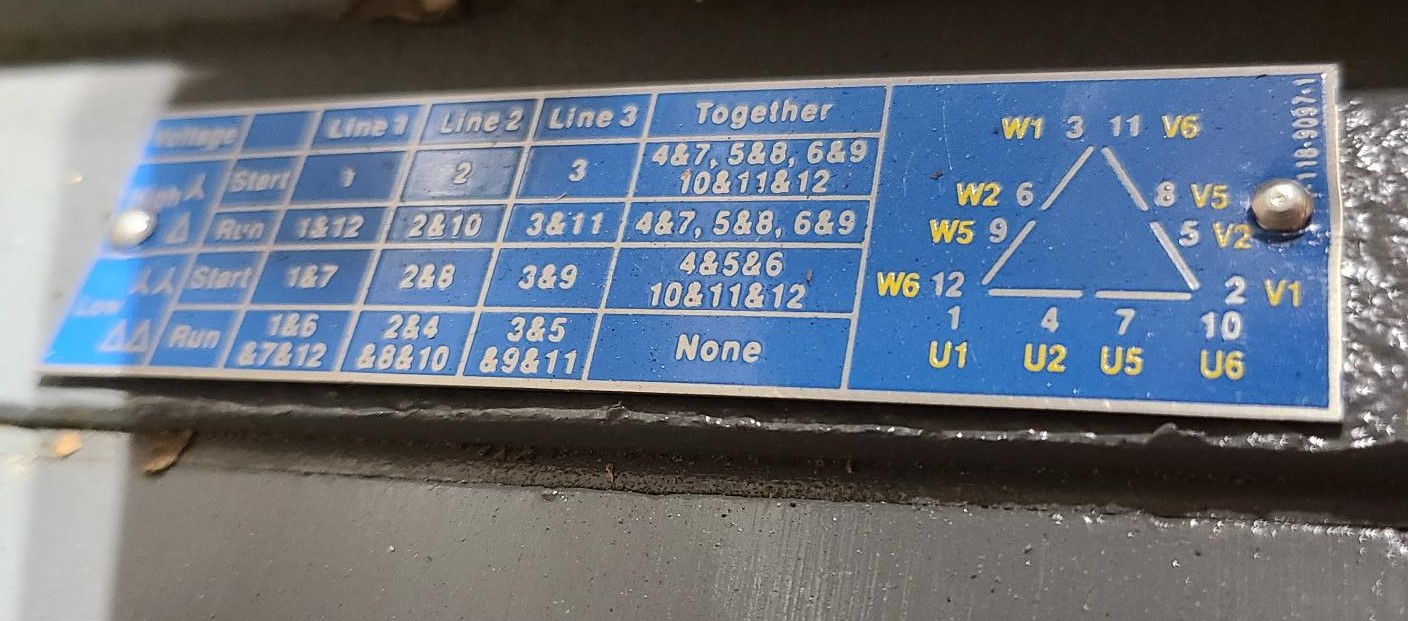 Voltage Line 1 Line 2 Line 3 Together
High Start 1 2 3 4&7, 5&8, 6&9
10&11&12
Run 1&12 2&10 3&11 4&7, 5&8, 6&9
Low Start 1&7 2&8 3&9 4&5&6
10&11&12
Run 1&6 2&4 3&5 None
&7&12 &8&10 &9&11
W1 3 11 V6
W2 6 8 V5
W5 9 5 V2
W6 12 2 V1
1 4 7 10
U1 U2 U5 U6